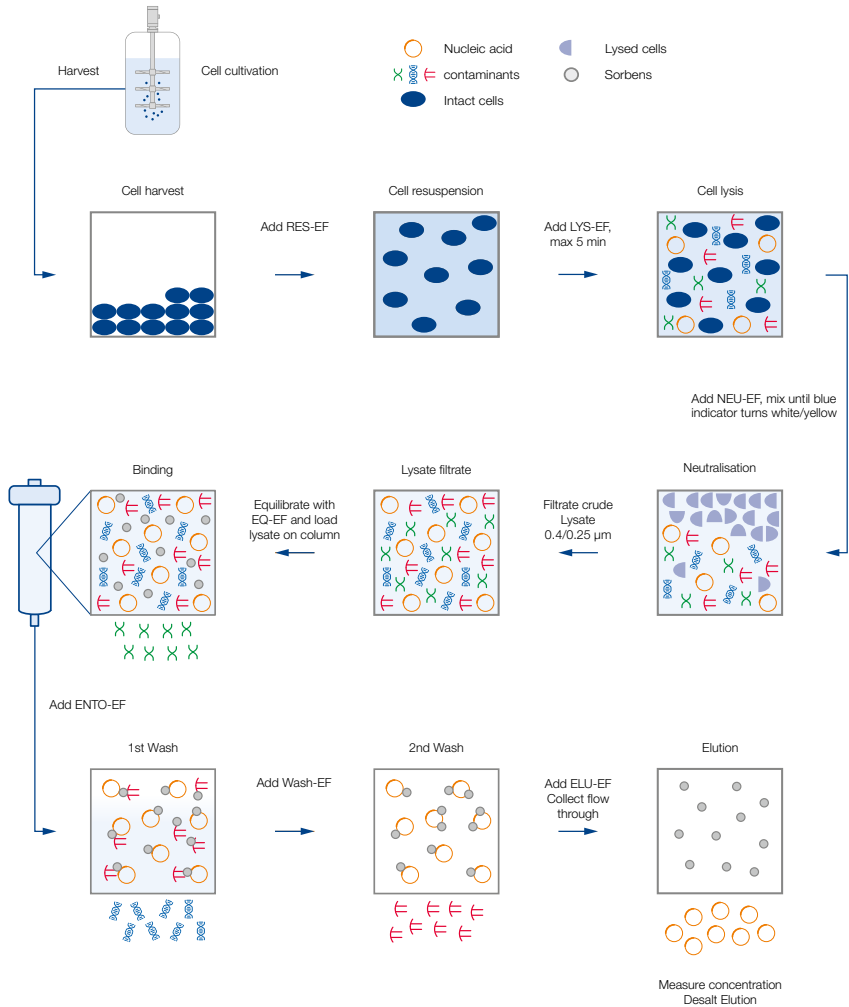 Harvest
Cell cultivation
Nucleic acid
contaminants
Intact cells
Lysed cells
Sorbens
Cell harvest
Add RES-EF
Cell resuspension
Add LYS-EF,
max 5 min
Cell lysis
Add NEU-EF, mix until blue
indicator turns white/yellow
Neutralisation
Filtrate crude
Lysate
0.4/0.25 µm
Lysate filtrate
Equilibrate with
EQ-EF and load
lysate on column
Binding
Add ENTO-EF
1st Wash
Add Wash-EF
2nd Wash
Add ELU-EF
Collect flow
through
Elution
Measure concentration
Desalt Elution